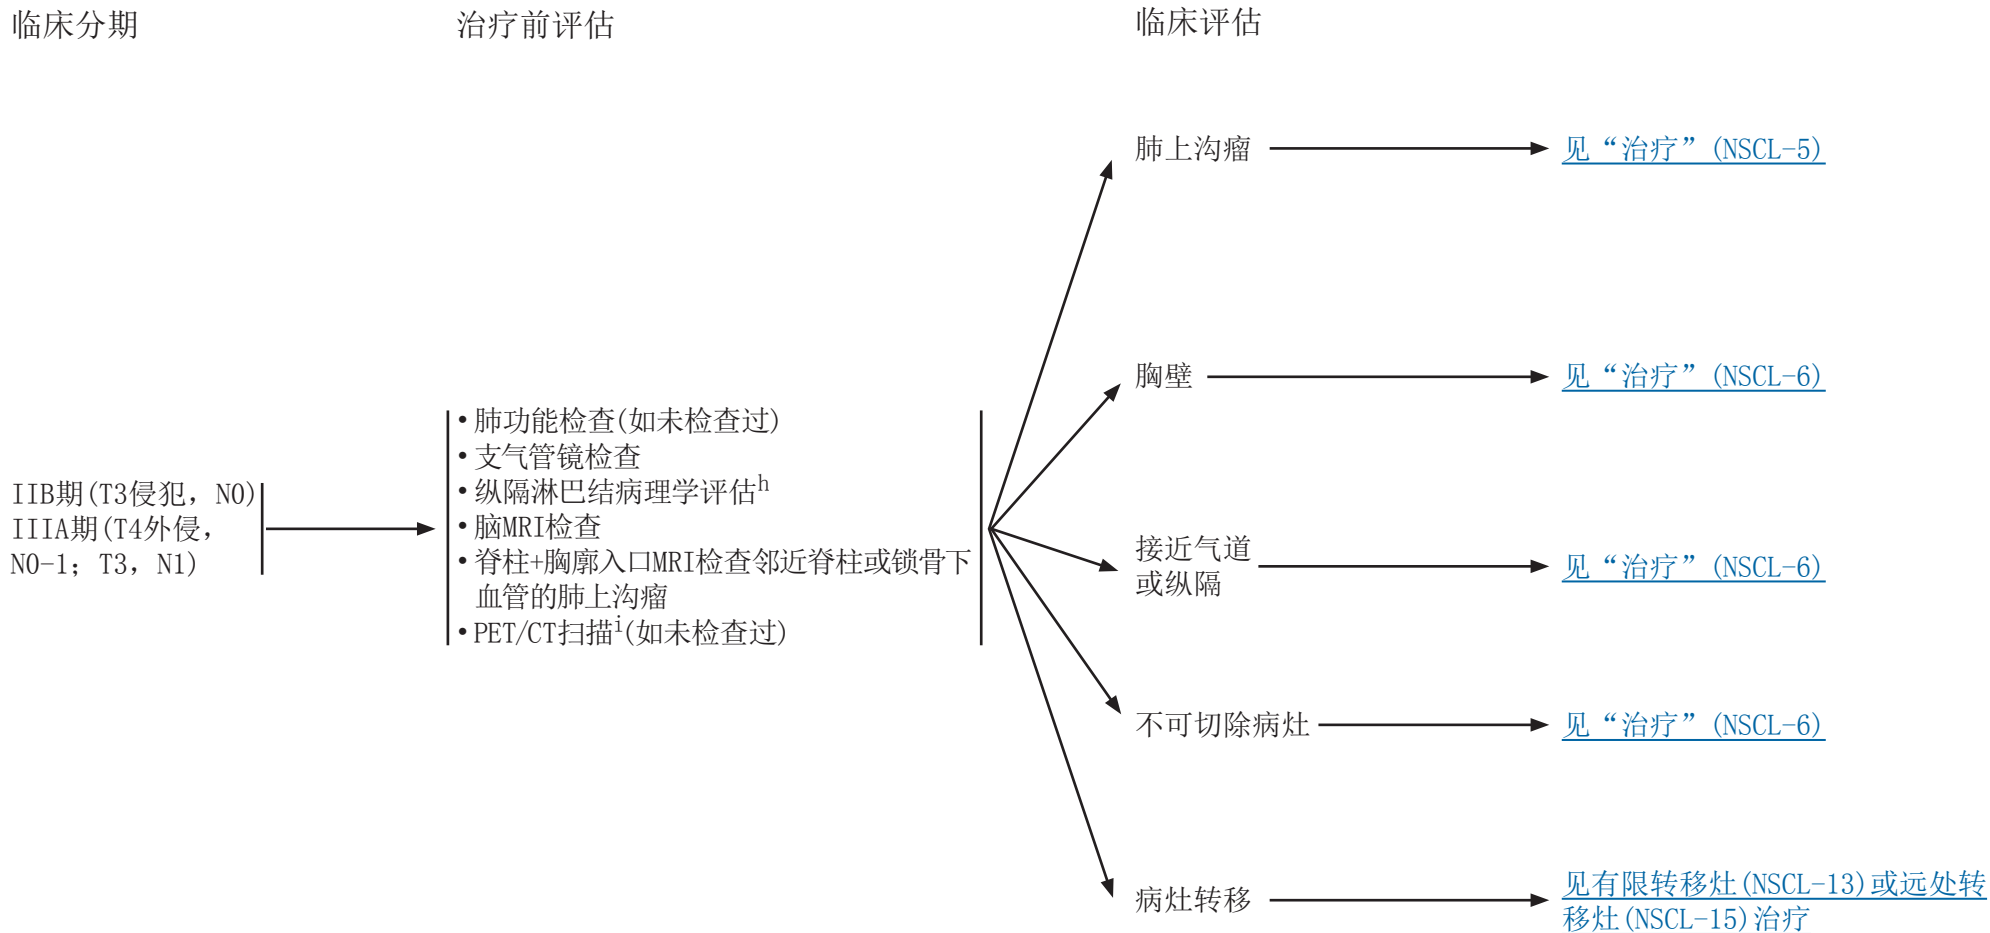 临床分期
治疗前评估
临床评估
IIB期(T3侵犯，N0)
IIIA期(T4外侵，
N0-1；T3，N1)
•肺功能检查(如未检查过)
•支气管镜检查
•纵隔淋巴结病理学评估h
•脑MRI检查
•脊柱+胸廓入口MRI检查邻近脊柱或锁骨下
血管的肺上沟瘤
•PET/CT扫描i(如未检查过)
肺上沟瘤
见“治疗”(NSCL-5)
胸壁
见“治疗”(NSCL-6)
接近气道
或纵隔
见“治疗”(NSCL-6)
不可切除病灶
见“治疗”(NSCL-6)
病灶转移
见有限转移灶(NSCL-13)或远处转
移灶(NSCL-15)治疗